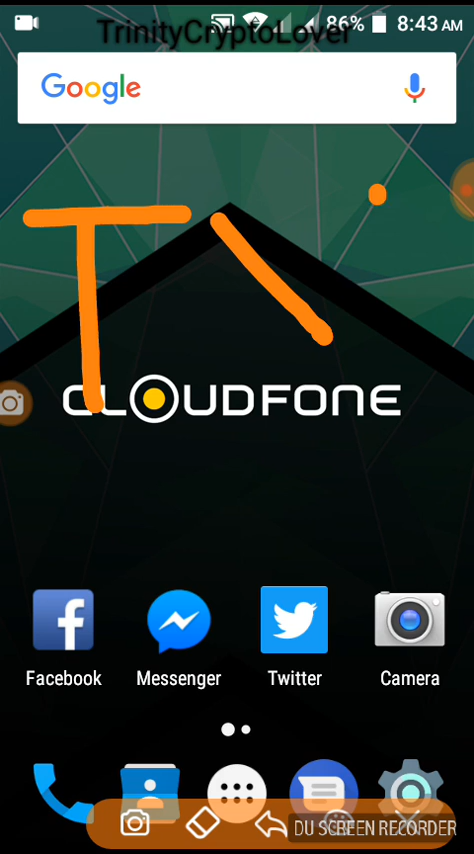 TrinityCryptoLover
86% 8:43 AM
Google
T
CLOUDFONE
Facebook Messenger Twitter Camera
DU SCREEN RECORDER